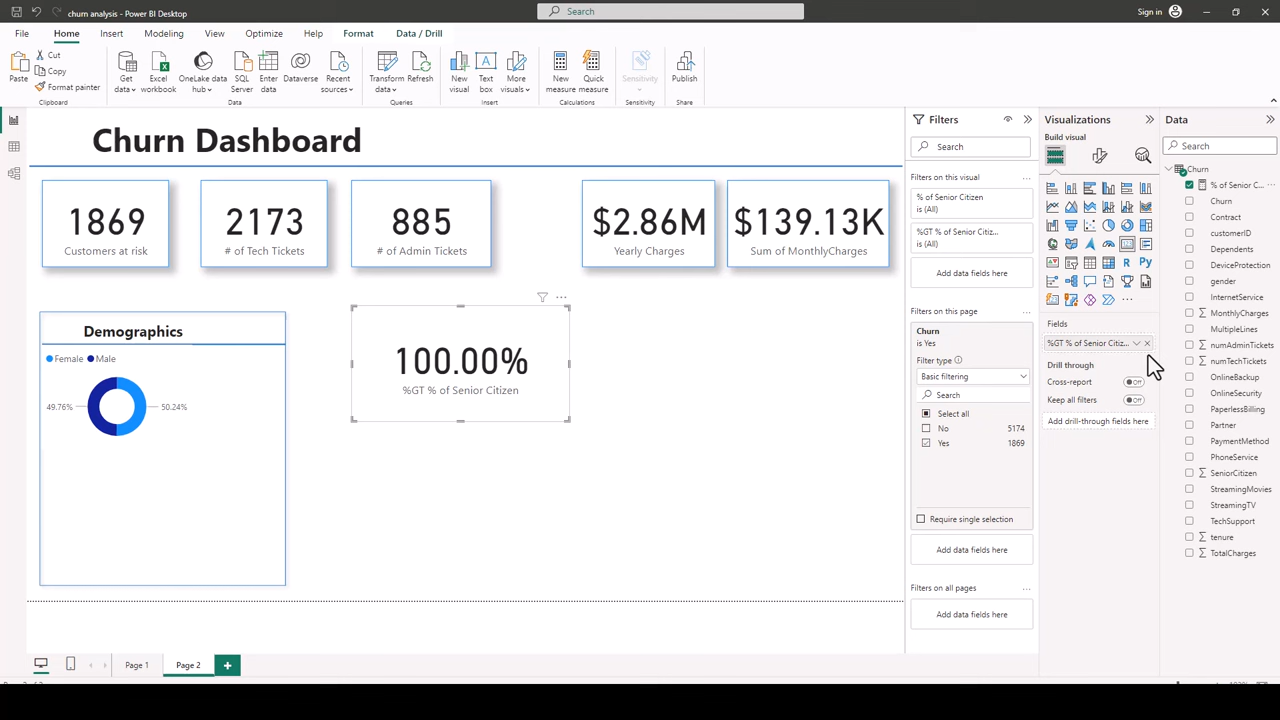 churn analysis - Power BI Desktop
Search
Sign in
File Home Insert Modeling View Optimize Help Format Data / Drill
Paste
Cut
Copy
Format painter
Clipboard
Get data
Excel workbook
OneLake data hub
SQL Server
Enter data
Dataverse
Recent sources
Data
Transform data
Refresh
Queries
New visual
Text box
More visuals
Insert
New measure
Quick measure
Calculations
Sensitivity
Sensitivity
Publish
Share
Churn Dashboard
1869
Customers at risk
2173
# of Tech Tickets
885
# of Admin Tickets
$2.86M
Yearly Charges
$139.13K
Sum of MonthlyCharges
Demographics
Female Male
49.76%
50.24%
100.00%
%GT % of Senior Citizen
Filters
Search
Filters on this visual
% of Senior Citizen
is (All)
%GT % of Senior Citiz...
is (All)
Add data fields here
Filters on this page
Churn
is Yes
Filter type
Basic filtering
Search
Select all
No 5174
Yes 1869
Require single selection
Add data fields here
Filters on all pages
Add data fields here
Visualizations
Build visual
R
Py
Fields
%GT % of Senior Citiz...
Drill through
Cross-report
Off
Keep all filters
Off
Add drill-through fields here
Data
Search
Churn
% of Senior C...
Churn
Contract
customerID
Dependents
DeviceProtection
gender
InternetService
MonthlyCharges
MultipleLines
numAdminTickets
numTechTickets
OnlineBackup
OnlineSecurity
PaperlessBilling
Partner
PaymentMethod
PhoneService
SeniorCitizen
StreamingMovies
StreamingTV
TechSupport
tenure
TotalCharges
Page 1
Page 2